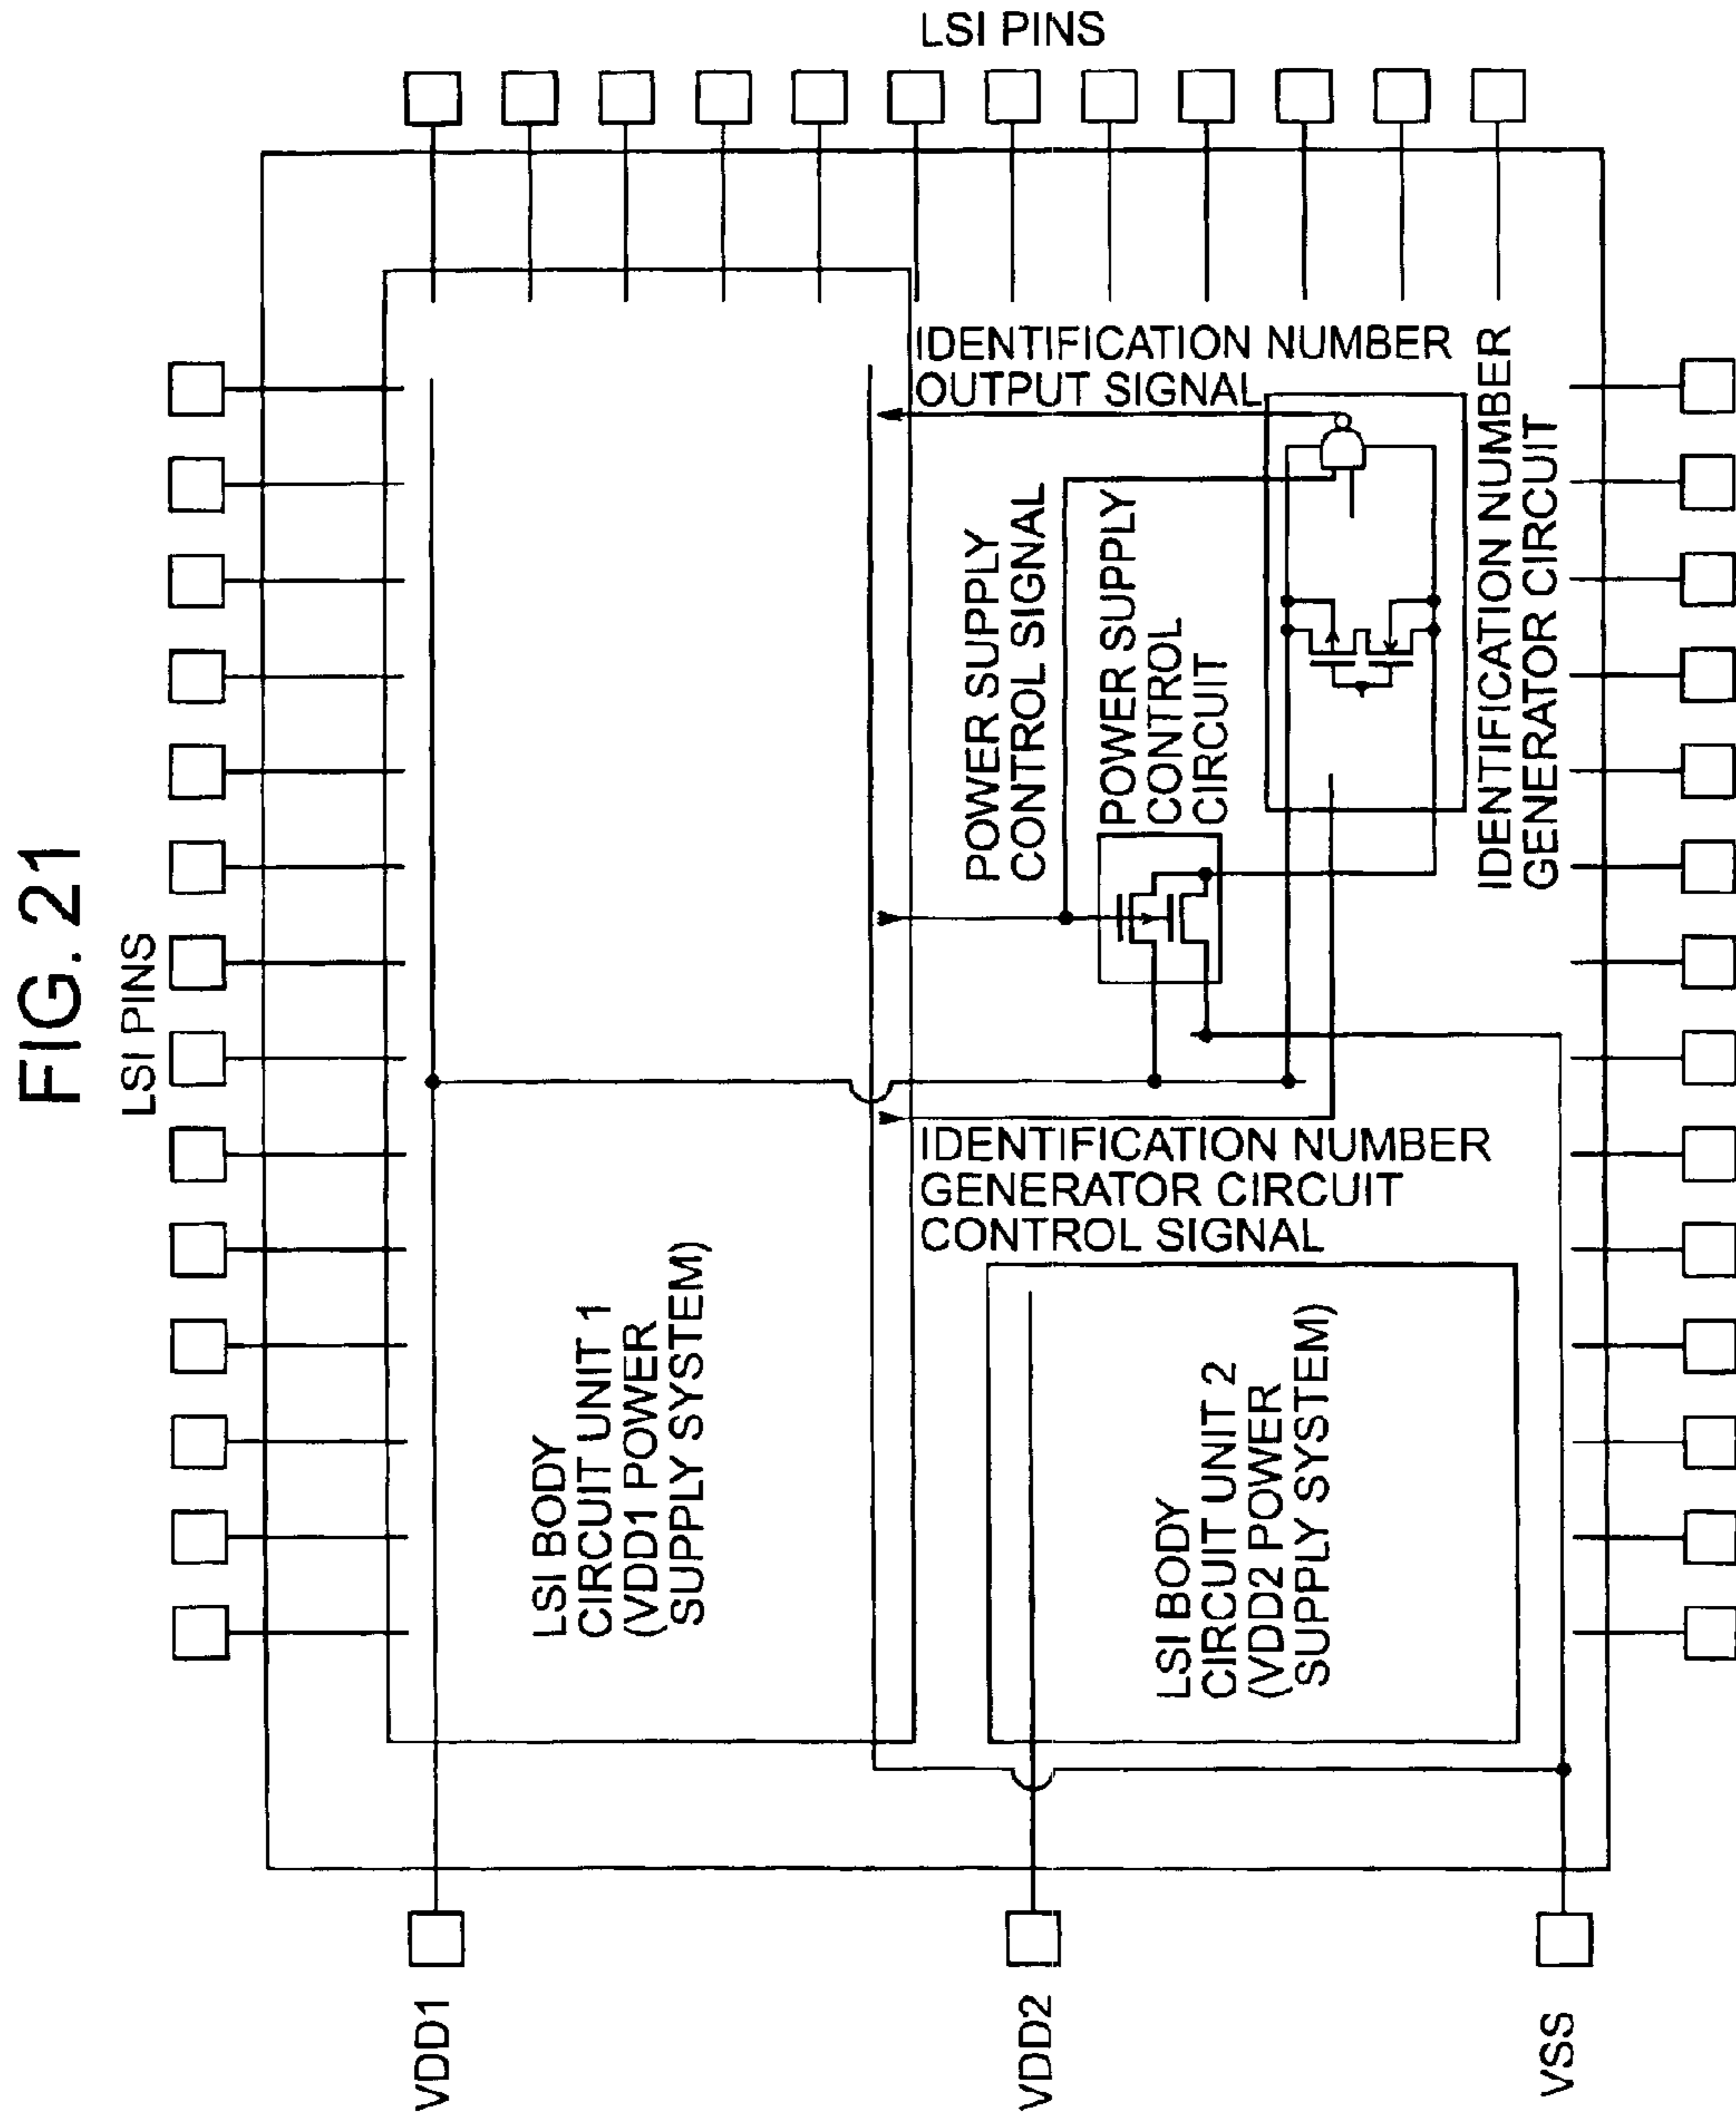 FIG. 21
LSI PINS
LSI PINS
IDENTIFICATION NUMBER
OUTPUT SIGNAL
POWER SUPPLY
CONTROL SIGNAL
POWER SUPPLY
CONTROL
CIRCUIT
IDENTIFICATION NUMBER
GENERATOR CIRCUIT
IDENTIFICATION NUMBER
GENERATOR CIRCUIT
CONTROL SIGNAL
LSI BODY
CIRCUIT UNIT 1
(VDD1 POWER
SUPPLY SYSTEM)
LSI BODY
CIRCUIT UNIT 2
(VDD2 POWER
SUPPLY SYSTEM)
VDD1
VDD2
VSS